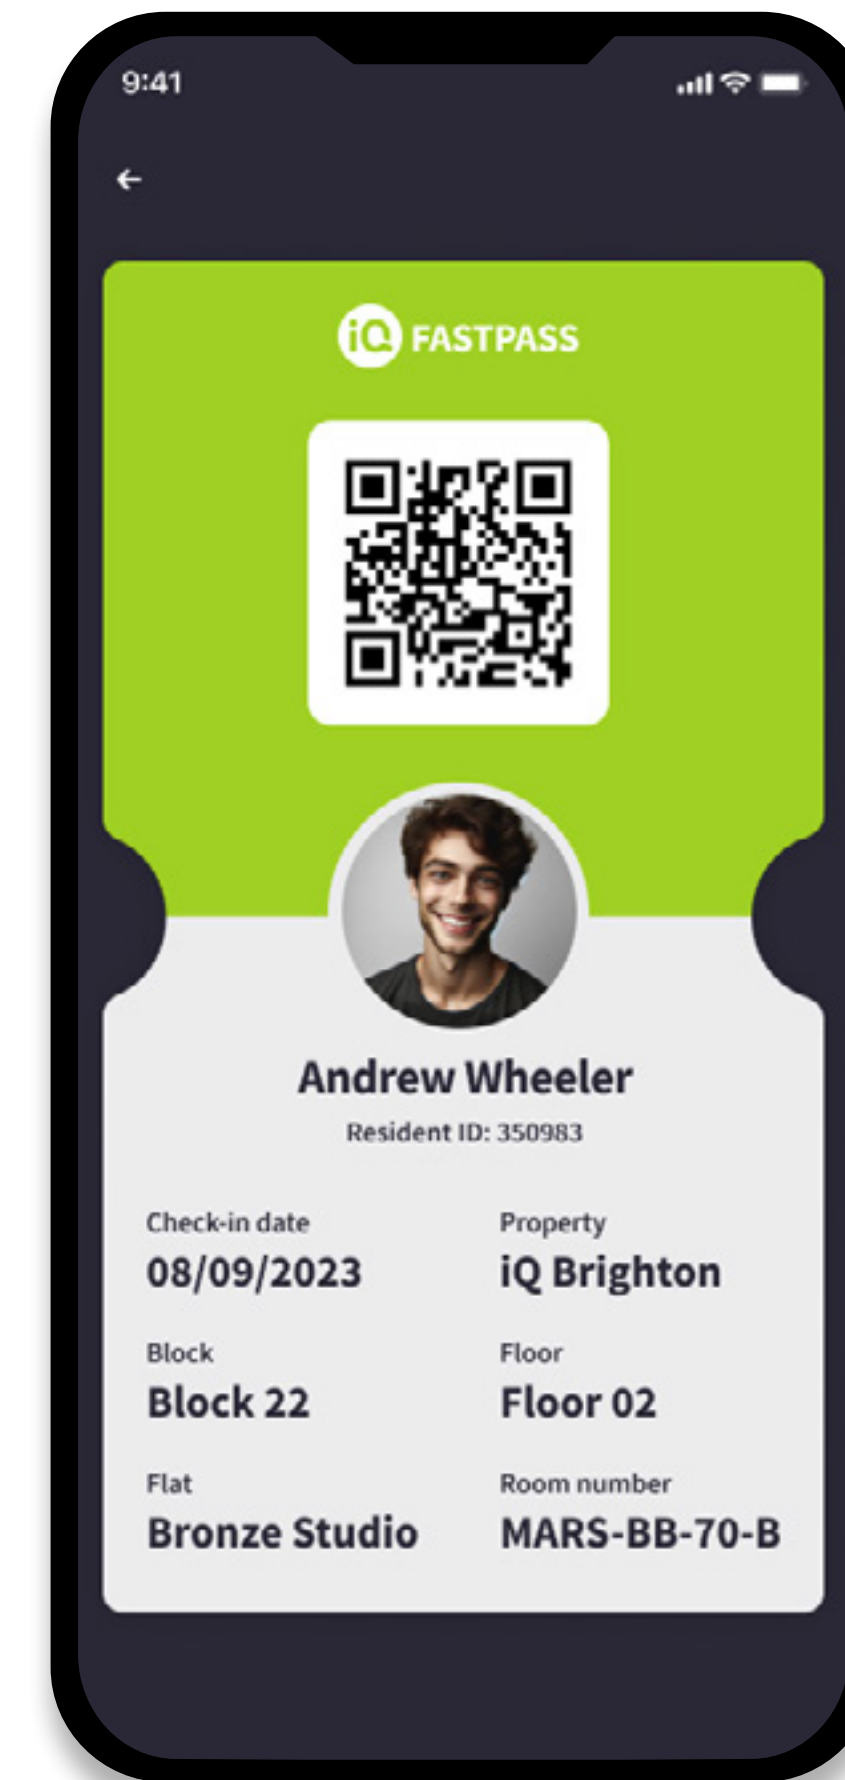 9:41
iQ FASTPASS
Andrew Wheeler
Resident ID: 350983
Check-in date
Property
08/09/2023
iQ Brighton
Block
Floor
Block 22
Floor 02
Flat
Room number
Bronze Studio
MARS-BB-70-B